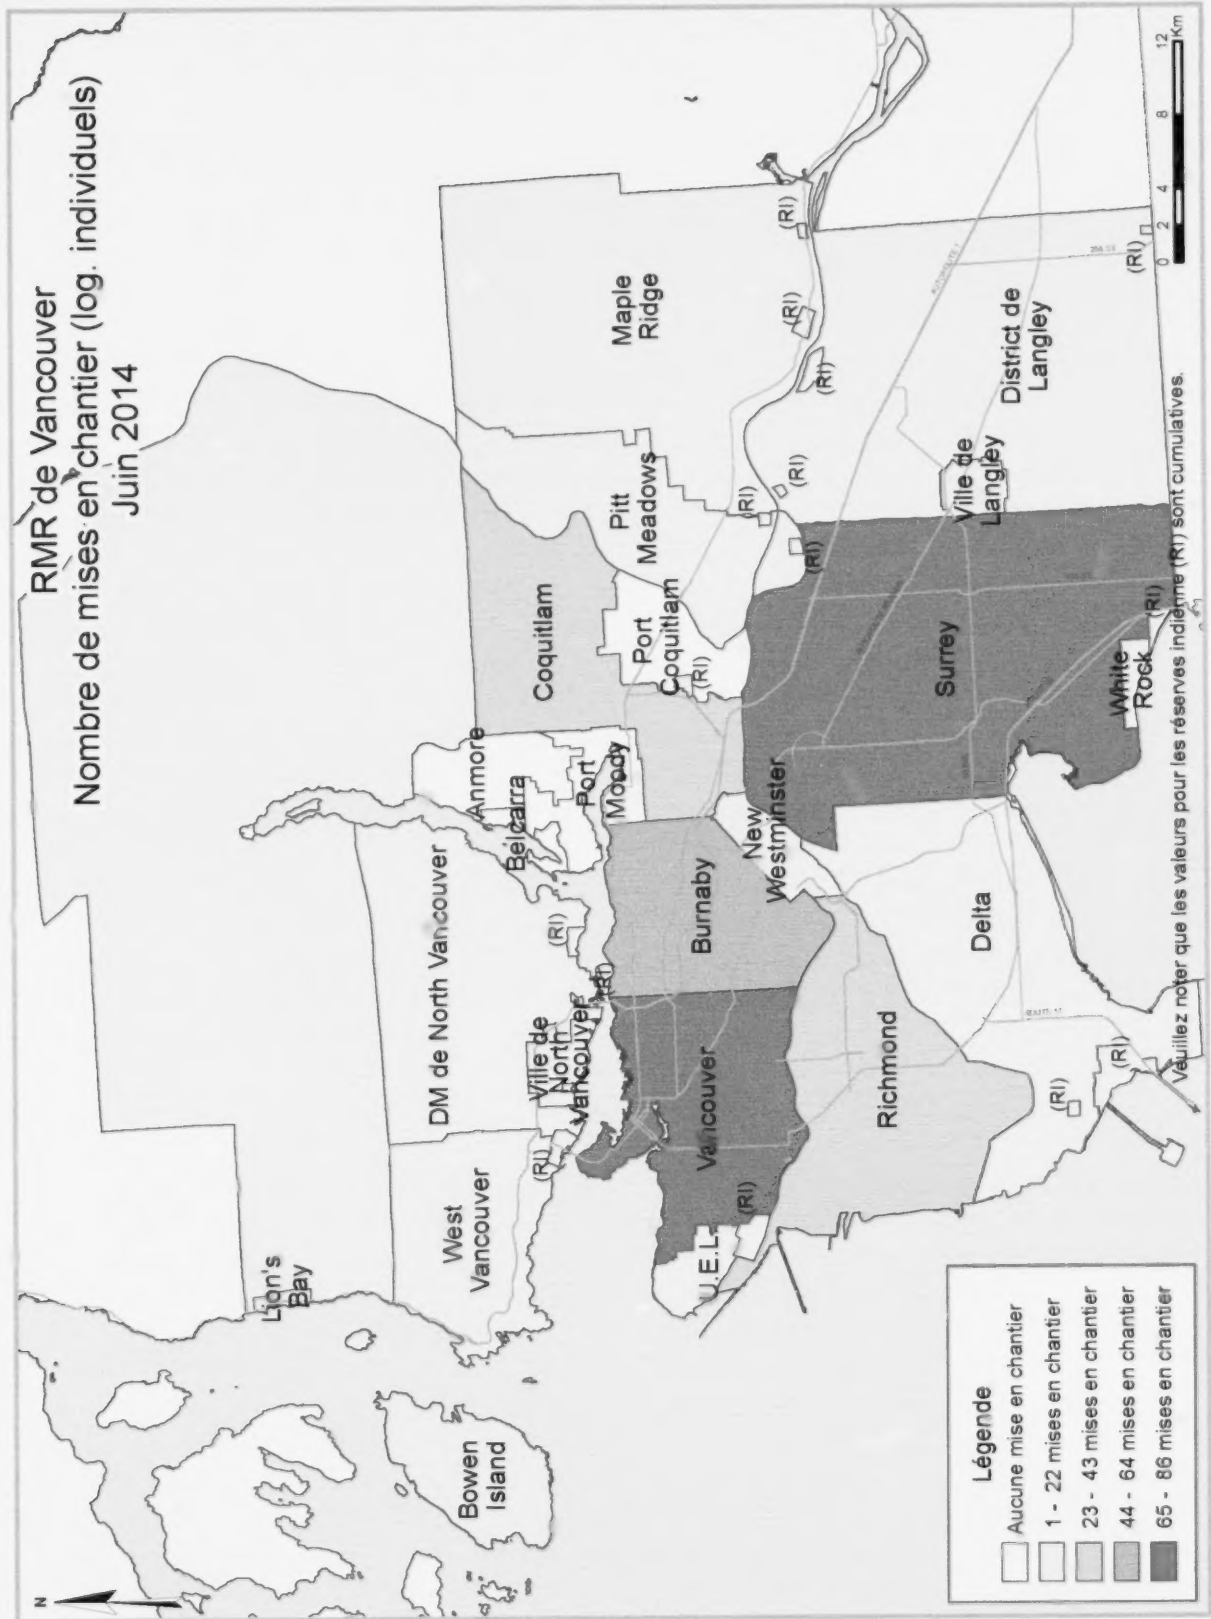 RMR de Vancouver
Nombre de mises en chantier (log. individuels)
Juin 2014
N
Lion's
Bay
Bowen
Island
West
Vancouver
DM de North Vancouver
Ville de
North
Vancouver
(RI)
(RI)
(RI)
Anmore
Belcarra
Port
Moody
Coquitlam
Port
Coquitlam
(RI)
Pitt
Meadows
(RI)
(RI)
(RI)
Maple
Ridge
(RI)
(RI)
(RI)
U.E.L.
(RI)
Vancouver
Burnaby
New
Westminster
Richmond
Delta
(RI)
(RI)
Surrey
White
Rock
(RI)
Ville de
Langley
District de
Langley
(RI)
AUTOROUTE 1
ROUTE 17
Légende
Aucune mise en chantier
1 - 22 mises en chantier
23 - 43 mises en chantier
44 - 64 mises en chantier
65 - 86 mises en chantier
0 2 4 8 12
Km
Veuillez noter que les valeurs pour les réserves indienne (RI) sont cumulatives.